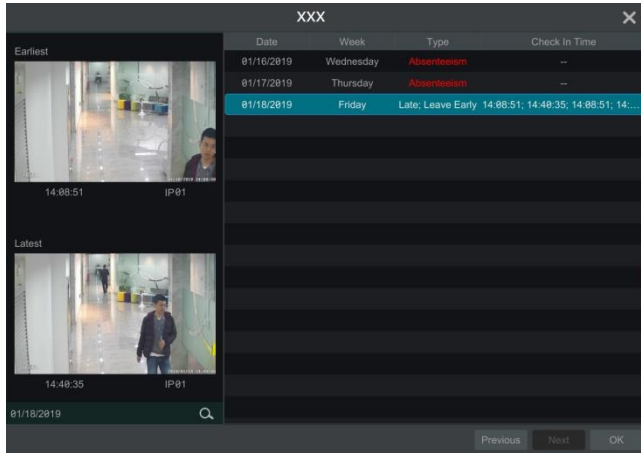 XXX
Earliest
14:08:51 IP01
Latest
14:40:35 IP01
01/18/2019
Date Week Type Check In Time
01/16/2019 Wednesday Absenteeism --
01/17/2019 Thursday Absenteeism --
01/18/2019 Friday Late; Leave Early 14:08:51; 14:40:35; 14:08:51; 14:...
Previous Next OK